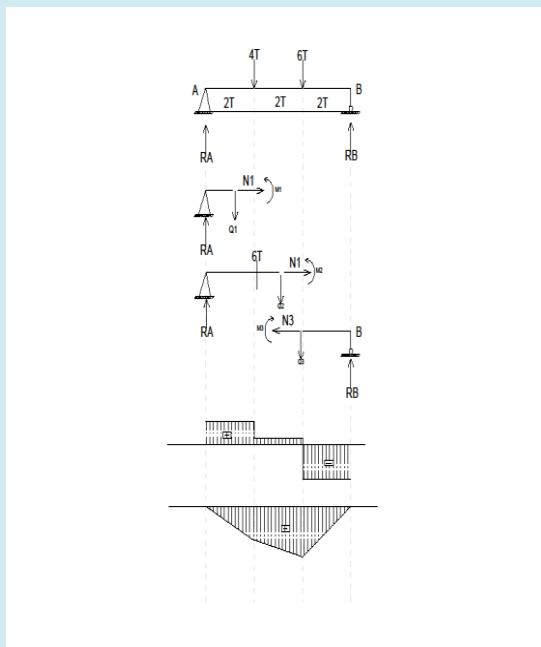 4T 6T
A B
2T 2T 2T
RA RB
N1 M1
Q1
RA
6T N1 M2
RA M3 N3 B
RB
+
-
+